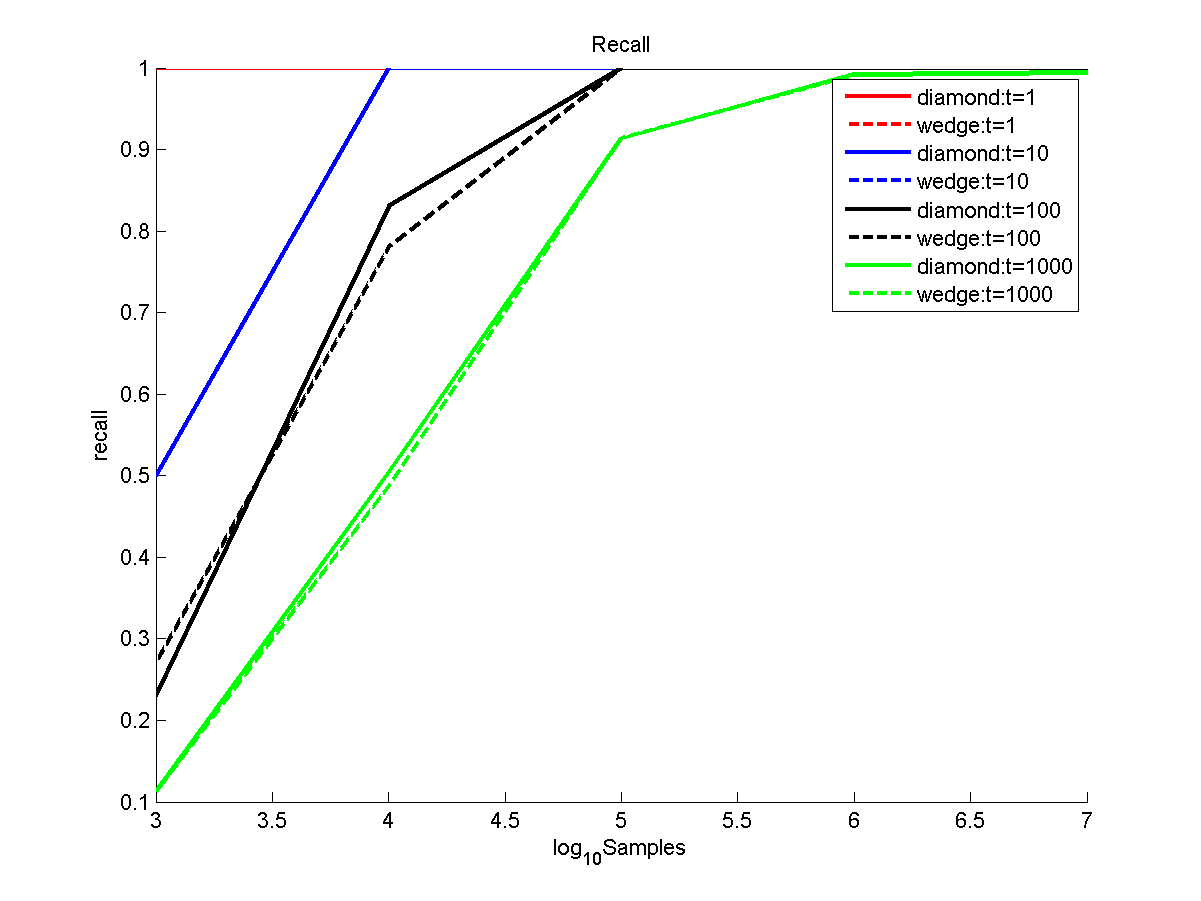 Recall
1
0.9
0.8
0.7
0.6
0.5
0.4
0.3
0.2
0.1
recall
diamond:t=1
wedge:t=1
diamond:t=10
wedge:t=10
diamond:t=100
wedge:t=100
diamond:t=1000
wedge:t=1000
3 3.5 4 4.5 5 5.5 6 6.5 7
log10Samples